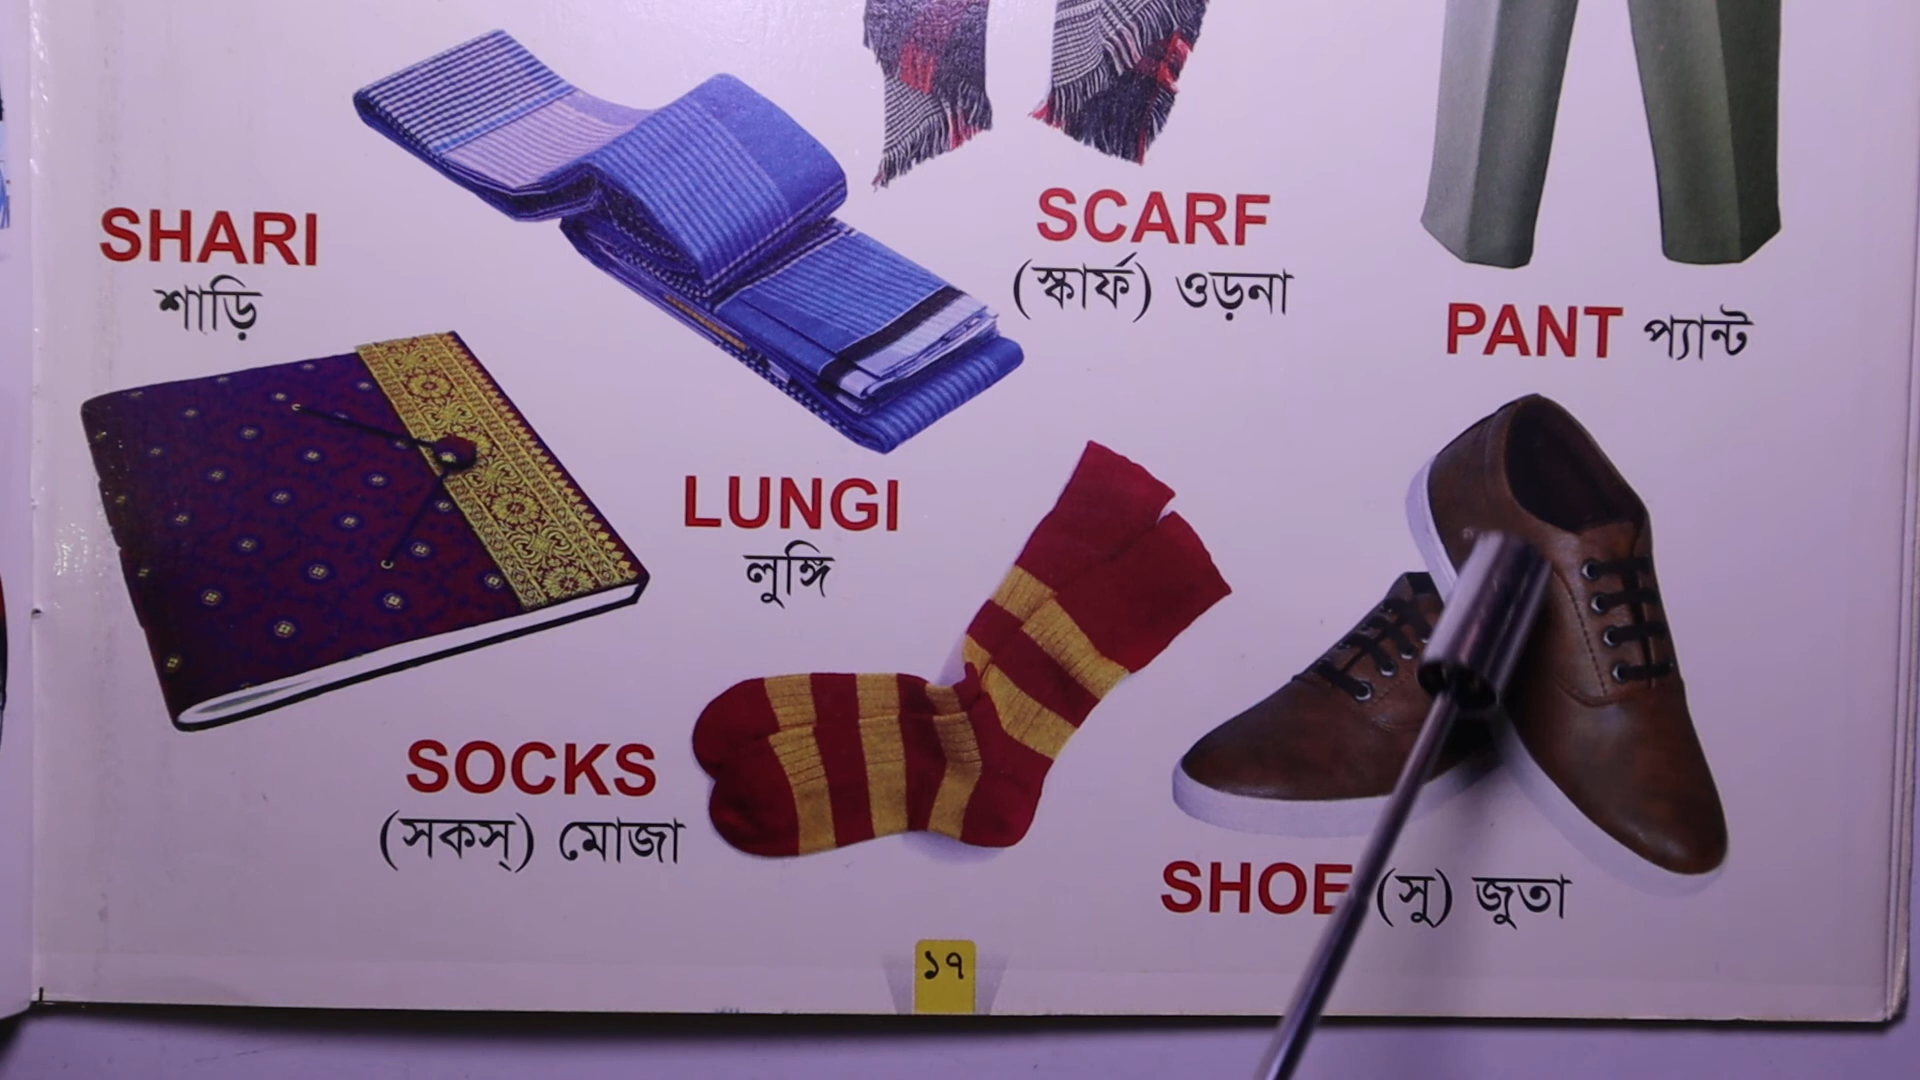 SHARI
শাড়ি
SCARF
(স্কার্ফ) ওড়না
PANT প্যান্ট
LUNGI
লুঙ্গি
SOCKS
(সকস্) মোজা
SHOE (সু) জুতা
১৭